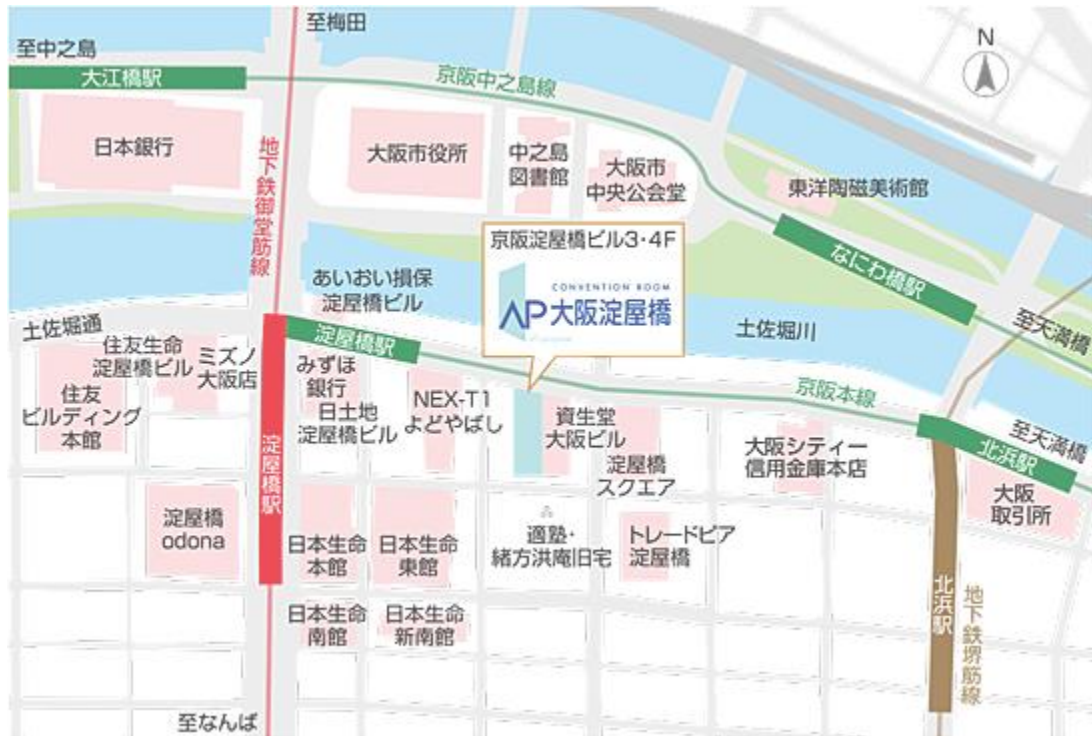 至梅田
至中之島
N
大江橋駅
京阪中之島線
日本銀行
地下鉄御堂筋線
大阪市役所
中之島
図書館
大阪市
中央公会堂
東洋陶磁美術館
京阪淀屋橋ビル3・4F
CONVENTION ROOM
AP大阪淀屋橋
なにわ橋駅
あいおい損保
淀屋橋ビル
土佐堀通
淀屋橋駅
土佐堀川
至天満橋
住友生命
淀屋橋ビル
ミズノ
大阪店
住友
ビルディング
本館
みずほ
銀行
日土地
淀屋橋ビル
NEX-T1
よどやばし
京阪本線
資生堂
大阪ビル
淀屋橋
スクエア
大阪シティー
信用金庫本店
北浜駅
至天満橋
大阪
取引所
淀屋橋駅
淀屋橋
odona
日本生命
本館
日本生命
東館
適塾・
緒方洪庵旧宅
トレードピア
淀屋橋
日本生命
南館
日本生命
新南館
北浜駅
地下鉄堺筋線
至なんば